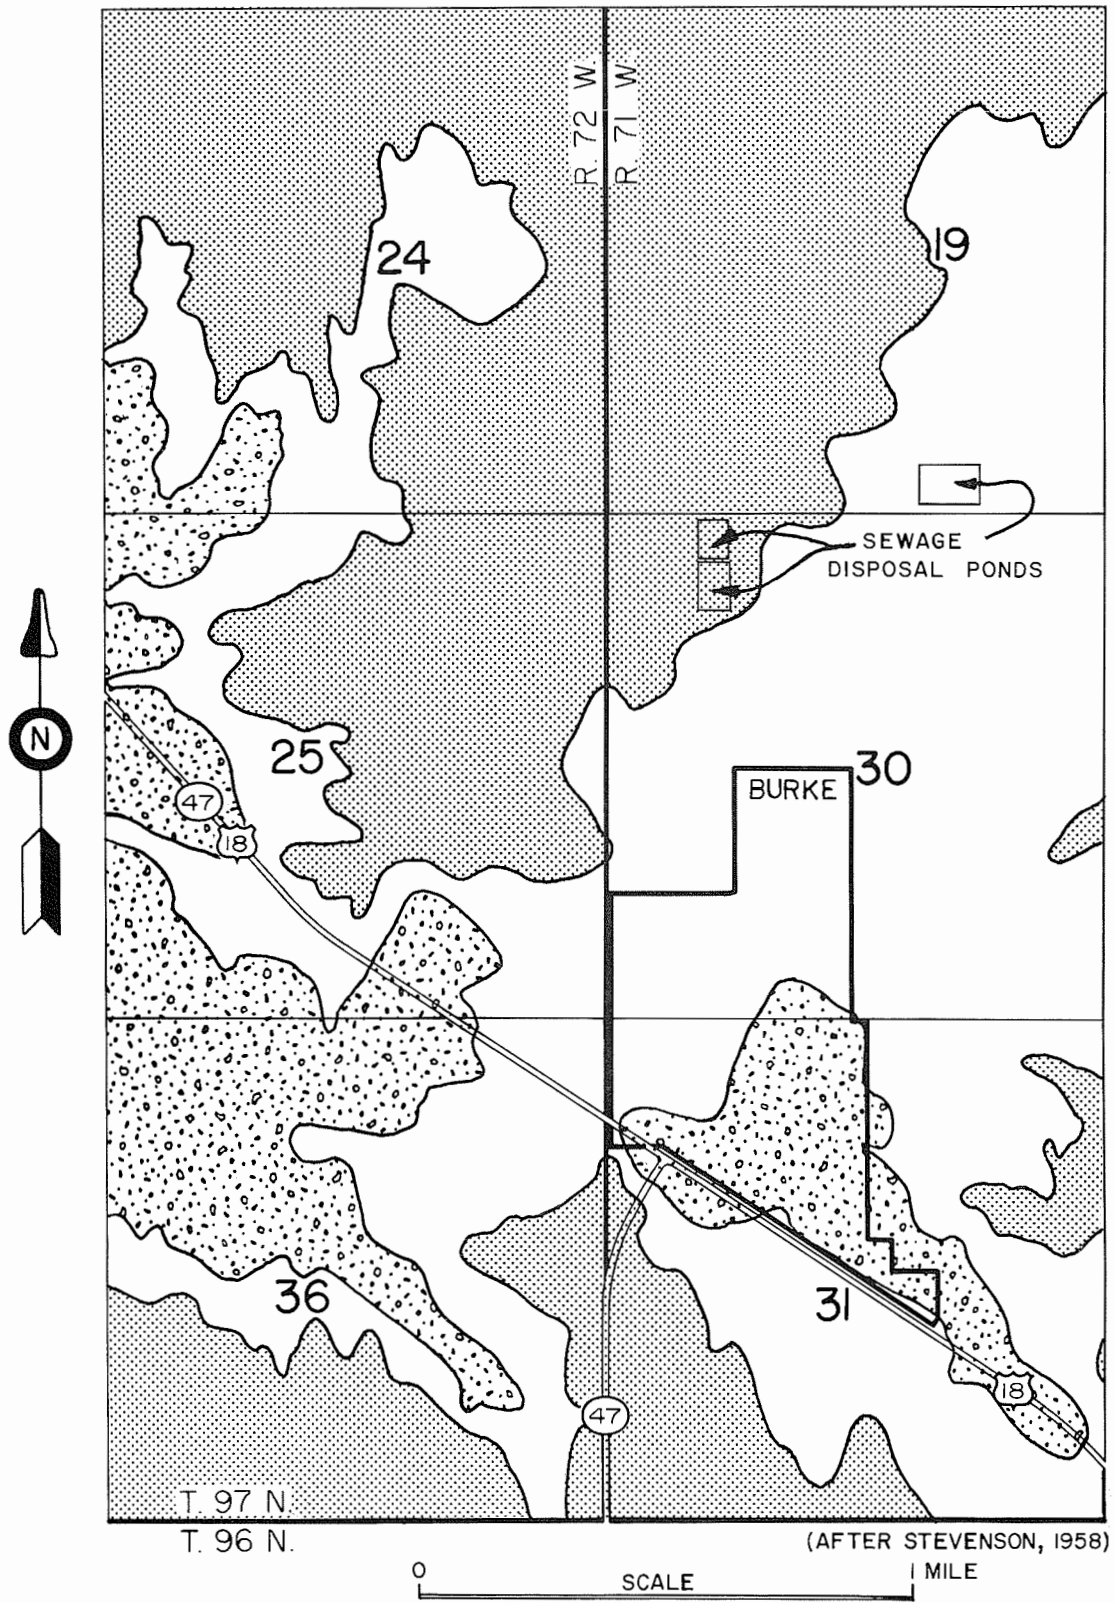 R. 72 W.
R. 71 W.
24
19
SEWAGE
DISPOSAL PONDS
N
25
30
BURKE
47
18
36
31
18
47
T. 97 N.
T. 96 N.
(AFTER STEVENSON, 1958)
0
1 MILE
SCALE